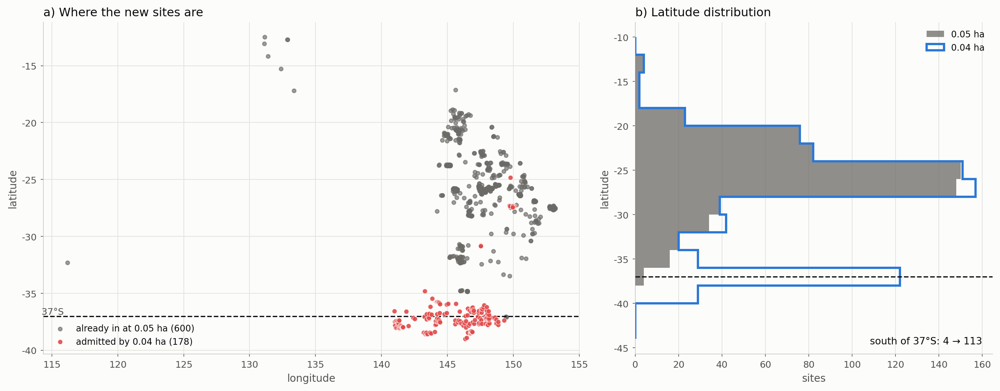 a) Where the new sites are
latitude
-15
-20
-25
-30
-35
-40
37°S
already in at 0.05 ha (600)
admitted by 0.04 ha (178)
115 120 125 130 135 140 145 150 155
longitude
b) Latitude distribution
0.05 ha
0.04 ha
latitude
-10
-15
-20
-25
-30
-35
-40
-45
south of 37°S: 4 → 113
0 20 40 60 80 100 120 140 160
sites